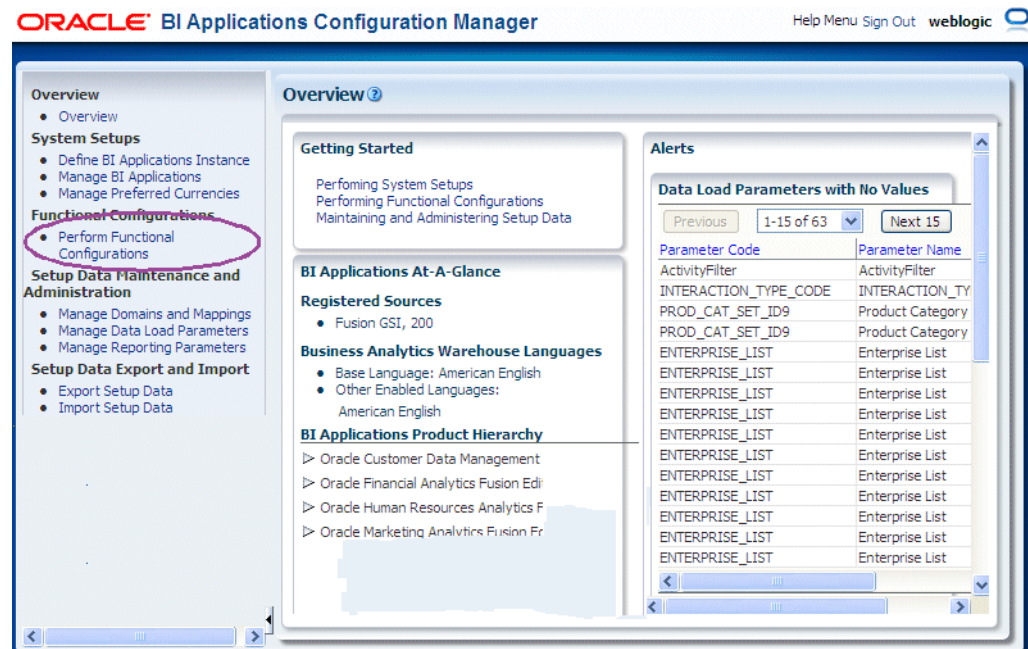 ORACLE BI Applications Configuration Manager
Help Menu Sign Out weblogic
Overview
Overview
System Setups
Define BI Applications Instance
Manage BI Applications
Manage Preferred Currencies
Functional Configurations
Perform Functional
Configurations
Setup Data Maintenance and
Administration
Manage Domains and Mappings
Manage Data Load Parameters
Manage Reporting Parameters
Setup Data Export and Import
Export Setup Data
Import Setup Data
Overview
Getting Started
Perfoming System Setups
Performing Functional Configurations
Maintaining and Administering Setup Data
BI Applications At-A-Glance
Registered Sources
Fusion GSI, 200
Business Analytics Warehouse Languages
Base Language: American English
Other Enabled Languages:
American English
BI Applications Product Hierarchy
Oracle Customer Data Management
Oracle Financial Analytics Fusion Edi
Oracle Human Resources Analytics F
Oracle Marketing Analytics Fusion
Alerts
Data Load Parameters with No Values
Previous 1-15 of 63 Next 15
Parameter Code Parameter Name
ActivityFilter ActivityFilter
INTERACTION_TYPE_CODE INTERACTION_TY
PROD_CAT_SET_ID9 Product Category
PROD_CAT_SET_ID9 Product Category
ENTERPRISE_LIST Enterprise List
ENTERPRISE_LIST Enterprise List
ENTERPRISE_LIST Enterprise List
ENTERPRISE_LIST Enterprise List
ENTERPRISE_LIST Enterprise List
ENTERPRISE_LIST Enterprise List
ENTERPRISE_LIST Enterprise List
ENTERPRISE_LIST Enterprise List
ENTERPRISE_LIST Enterprise List
ENTERPRISE_LIST Enterprise List
ENTERPRISE_LIST Enterprise List